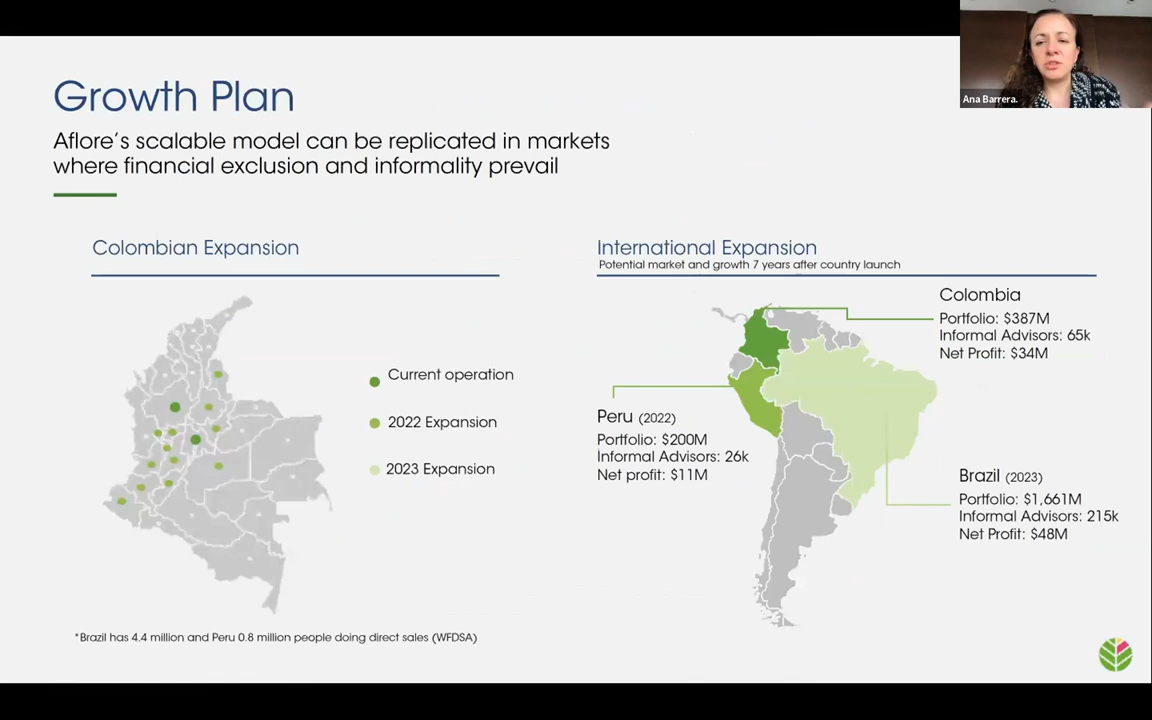 Growth Plan
Aflore's scalable model can be replicated in markets
where financial exclusion and informality prevail
Colombian Expansion
Current operation
2022 Expansion
2023 Expansion
*Brazil has 4.4 million and Peru 0.8 million people doing direct sales (WFDSA)
International Expansion
Potential market and growth 7 years after country launch
Colombia
Portfolio: $387M
Informal Advisors: 65k
Net Profit: $34M
Peru (2022)
Portfolio: $200M
Informal Advisors: 26k
Net profit: $11M
Brazil (2023)
Portfolio: $1,661M
Informal Advisors: 215k
Net Profit: $48M
Ana Barrera.